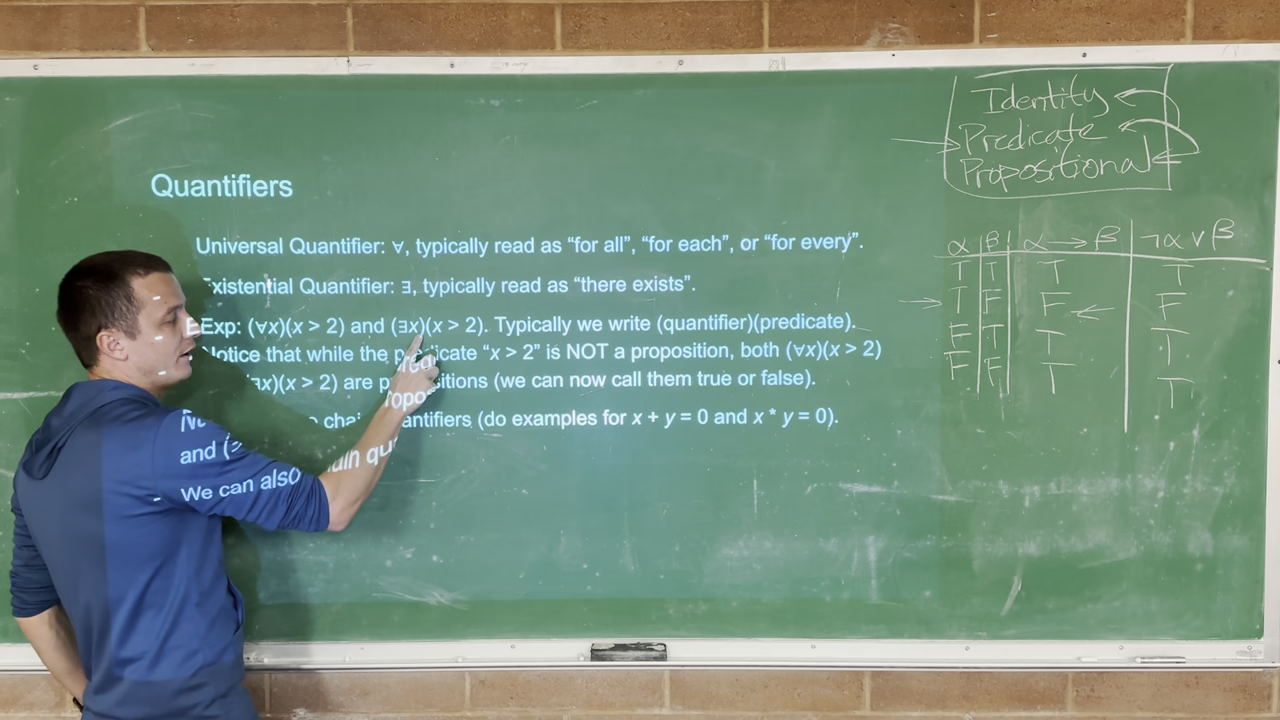 Quantifiers
Universal Quantifier: ∀, typically read as “for all”, “for each”, or “for every”.
Existential Quantifier: ∃, typically read as “there exists”.
Exp: (∀x)(x > 2) and (∃x)(x > 2). Typically we write (quantifier)(predicate).
Notice that while the predicate “x > 2” is NOT a proposition, both (∀x)(x > 2)
and (∃x)(x > 2) are propositions (we can now call them true or false).
We can also chain quantifiers (do examples for x + y = 0 and x * y = 0).
Identity
Predicate
Propositional
α β α → β ¬α ∨ β
T T T T
T F F F
F T T T
F F T T